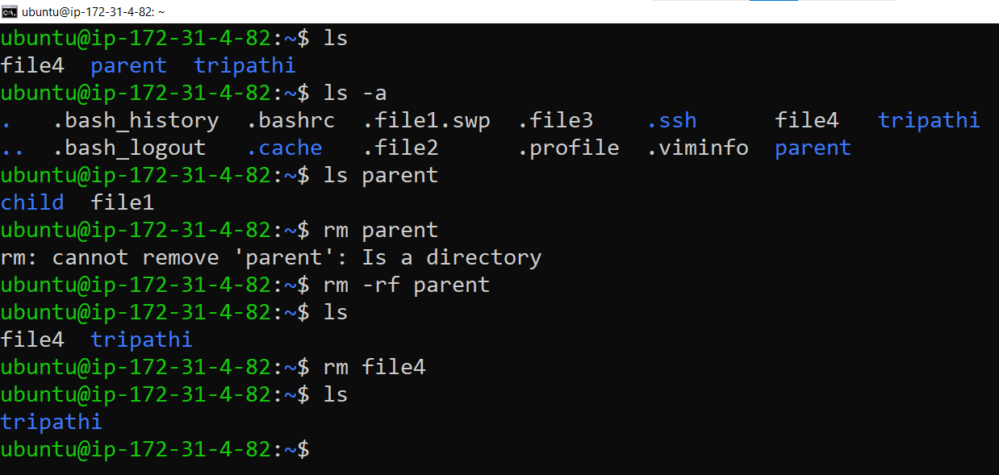 ubuntu@ip-172-31-4-82: ~
ubuntu@ip-172-31-4-82:~$ ls
file4  parent  tripathi
ubuntu@ip-172-31-4-82:~$ ls -a
.   .bash_history  .bashrc  .file1.swp  .file3    .ssh      file4   tripathi
..  .bash_logout   .cache   .file2      .profile  .viminfo  parent
ubuntu@ip-172-31-4-82:~$ ls parent
child  file1
ubuntu@ip-172-31-4-82:~$ rm parent
rm: cannot remove 'parent': Is a directory
ubuntu@ip-172-31-4-82:~$ rm -rf parent
ubuntu@ip-172-31-4-82:~$ ls
file4  tripathi
ubuntu@ip-172-31-4-82:~$ rm file4
ubuntu@ip-172-31-4-82:~$ ls
tripathi
ubuntu@ip-172-31-4-82:~$